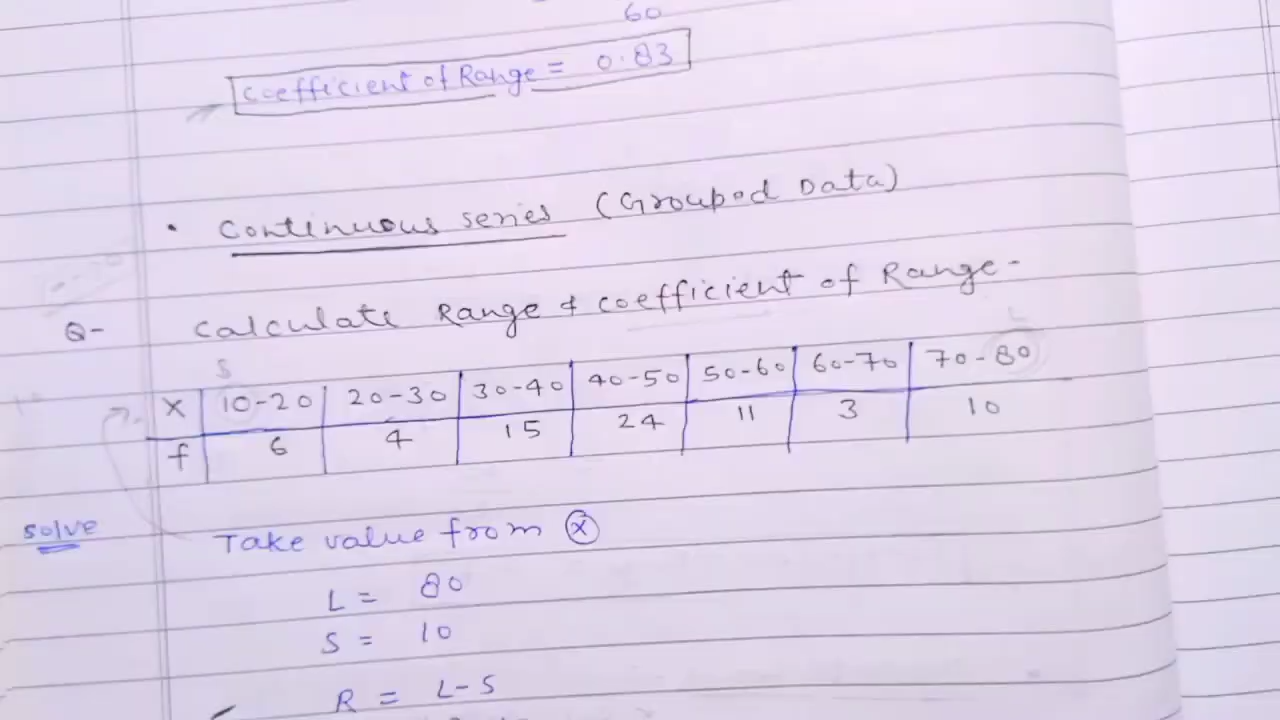 60
Coefficient of Range = 0.83
• Continuous series (Grouped Data)
Q- Calculate Range & coefficient of Range-
S L
X 10-20 20-30 30-40 40-50 50-60 60-70 70-80
f 6 4 15 24 11 3 10
Solve Take value from X
L = 80
S = 10
R = L-S